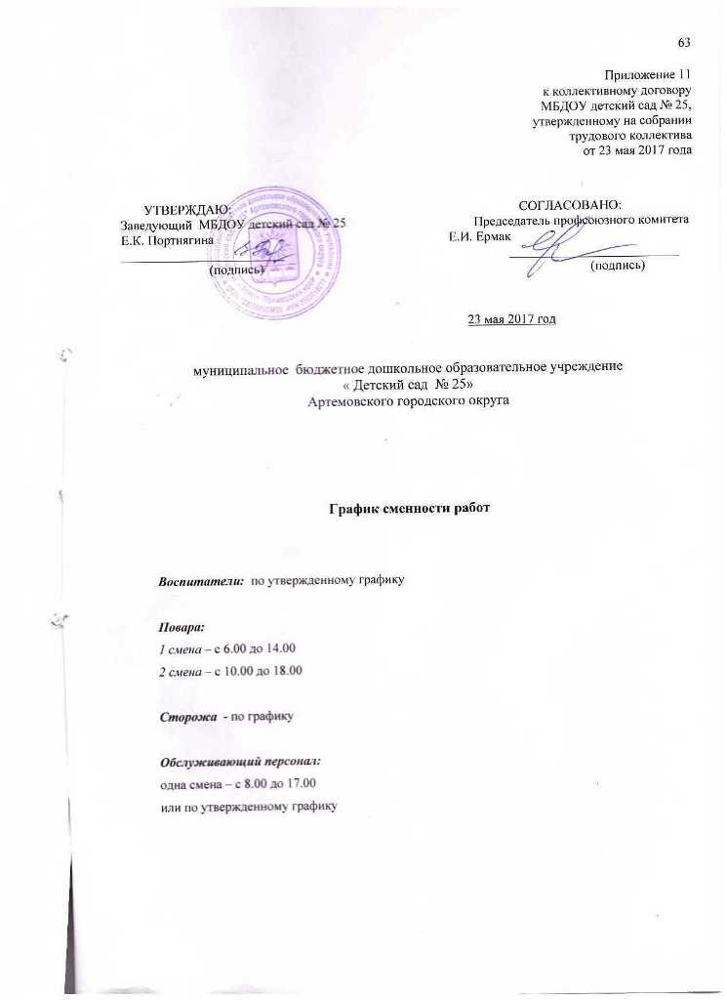 63
Приложение 11
к коллективному договору
МБДОУ детский сад № 25,
утвержденному на собрании
трудового коллектива
от 23 мая 2017 года
УТВЕРЖДАЮ:
Заведующий МБДОУ детский сад № 25
Е.К. Портнягина
(подпись)
СОГЛАСОВАНО:
Председатель профсоюзного комитета
Е.И. Ермак
(подпись)
23 мая 2017 год
муниципальное бюджетное дошкольное образовательное учреждение
« Детский сад № 25»
Артемовского городского округа
График сменности работ
Воспитатели: по утвержденному графику
Повара:
1 смена – с 6.00 до 14.00
2 смена – с 10.00 до 18.00
Сторожа - по графику
Обслуживающий персонал:
одна смена – с 8.00 до 17.00
или по утвержденному графику